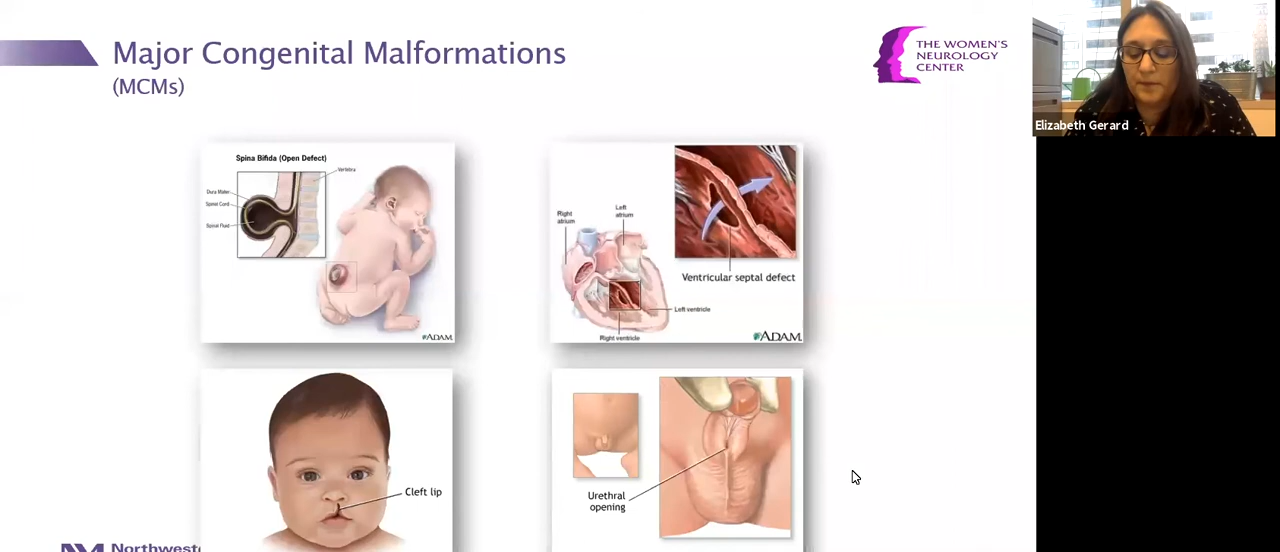 Major Congenital Malformations
(MCMs)
THE WOMEN'S
NEUROLOGY
CENTER
Elizabeth Gerard
Spina Bifida (Open Defect)
Vertebra
Dura Mater
Spinal Cord
Spinal Fluid
ADAM.
Right
atrium
Left
atrium
Ventricular septal defect
Left ventricle
Right ventricle
ADAM.
Cleft lip
Urethral
opening